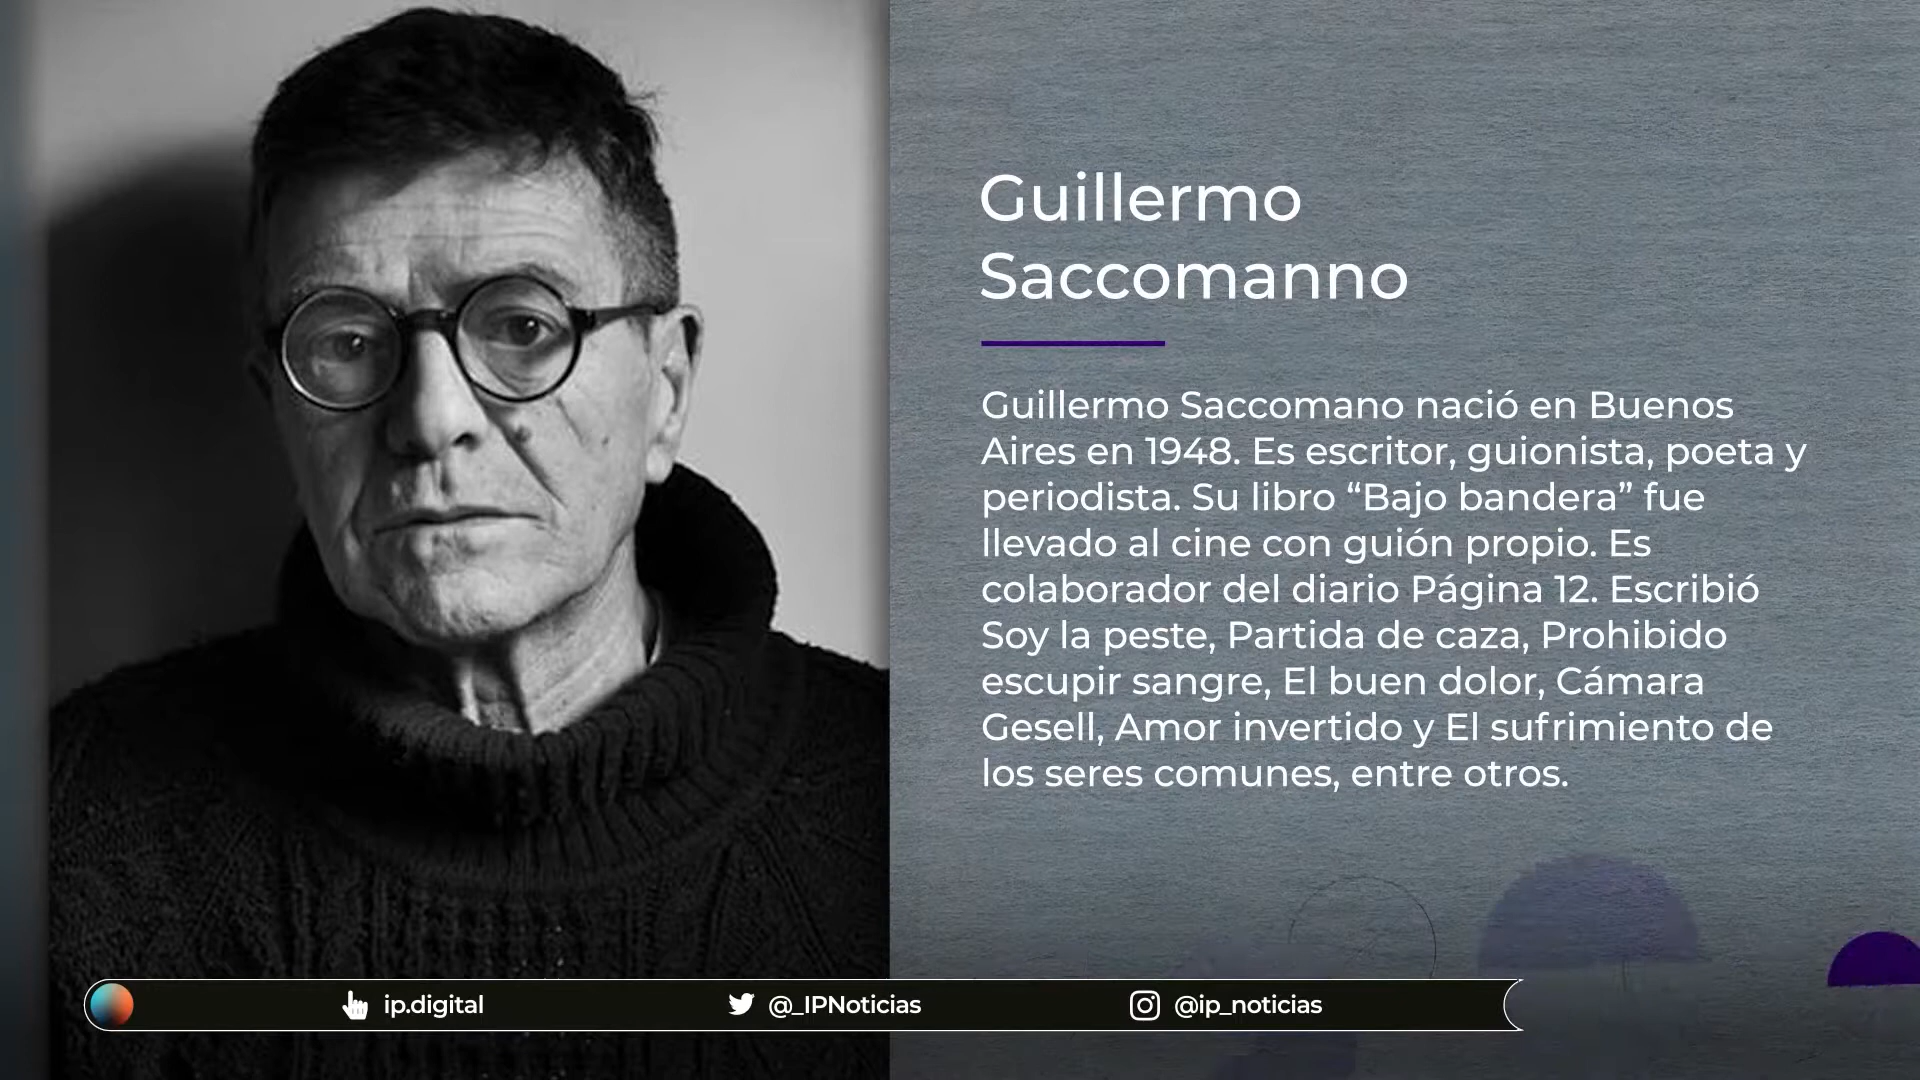 Guillermo
Saccomanno
Guillermo Saccomano nació en Buenos
Aires en 1948. Es escritor, guionista, poeta y
periodista. Su libro “Bajo bandera” fue
llevado al cine con guión propio. Es
colaborador del diario Página 12. Escribió
Soy la peste, Partida de caza, Prohibido
escupir sangre, El buen dolor, Cámara
Gesell, Amor invertido y El sufrimiento de
los seres comunes, entre otros.
ip.digital
@_IPNoticias
@ip_noticias